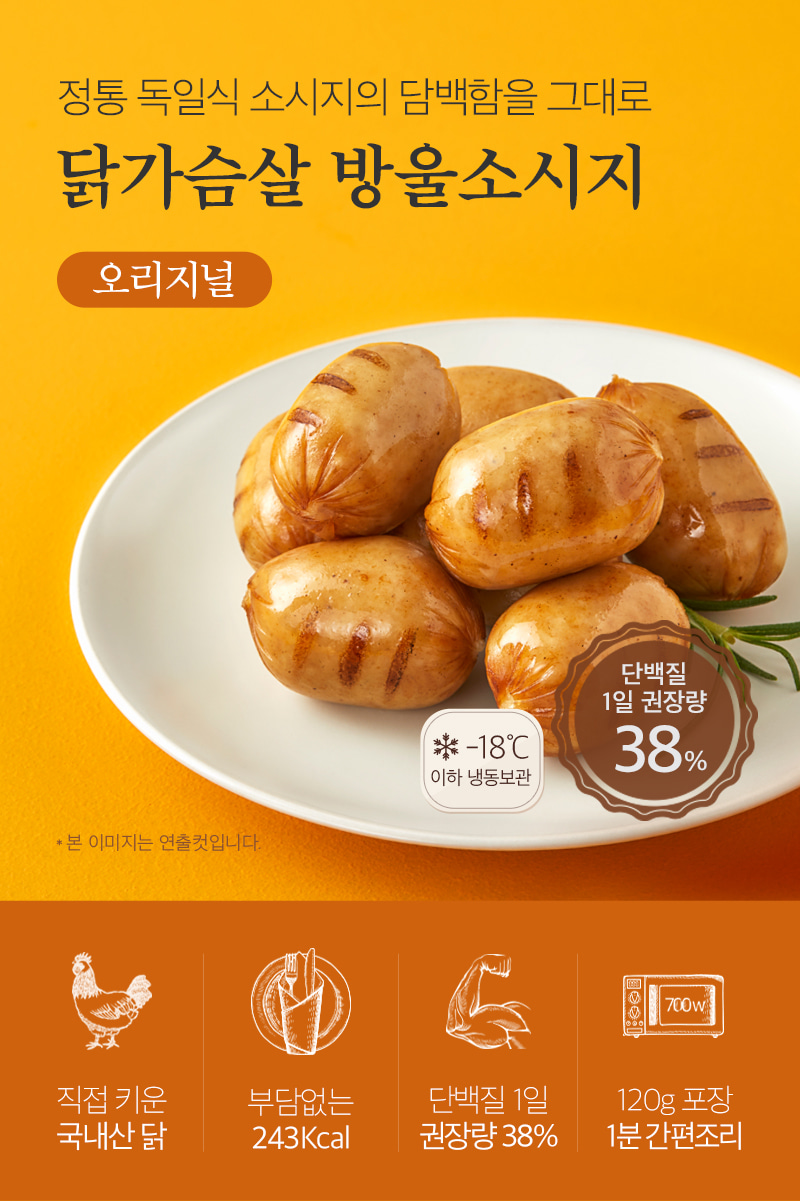 정통 독일식 소시지의 담백함을 그대로
닭가슴살 방울소시지
오리지널
단백질
1일 권장량
38%
-18℃
이하 냉동보관
* 본 이미지는 연출컷입니다.
700w
직접 키운
국내산 닭
부담없는
243Kcal
단백질 1일
권장량 38%
120g 포장
1분 간편조리